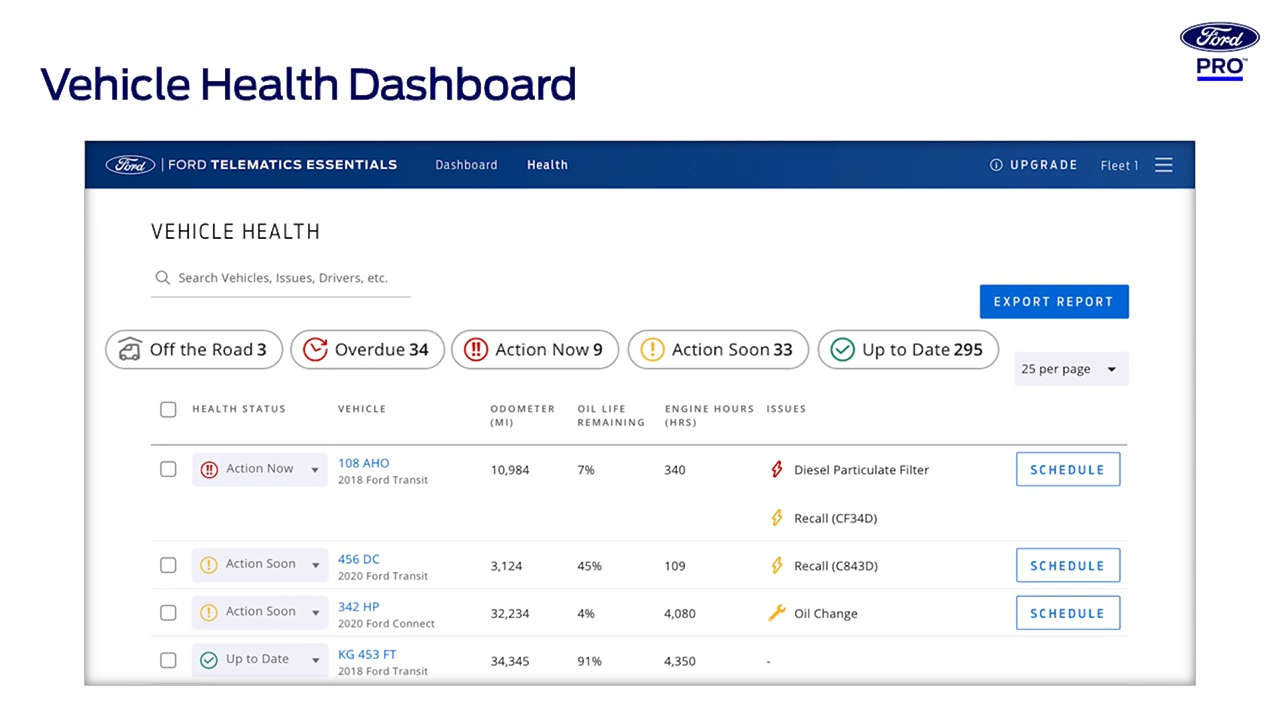 Ford
PRO™
Vehicle Health Dashboard
Ford | FORD TELEMATICS ESSENTIALS Dashboard Health UPGRADE Fleet 1
VEHICLE HEALTH
Search Vehicles, Issues, Drivers, etc.
EXPORT REPORT
Off the Road 3 Overdue 34 Action Now 9 Action Soon 33 Up to Date 295
25 per page
HEALTH STATUS VEHICLE ODOMETER (MI) OIL LIFE REMAINING ENGINE HOURS (HRS) ISSUES
Action Now 108 AHO 10,984 7% 340 Diesel Particulate Filter SCHEDULE
2018 Ford Transit
Recall (CF34D)
Action Soon 456 DC 3,124 45% 109 Recall (C843D) SCHEDULE
2020 Ford Transit
Action Soon 342 HP 32,234 4% 4,080 Oil Change SCHEDULE
2020 Ford Connect
Up to Date KG 453 FT 34,345 91% 4,350 -
2018 Ford Transit